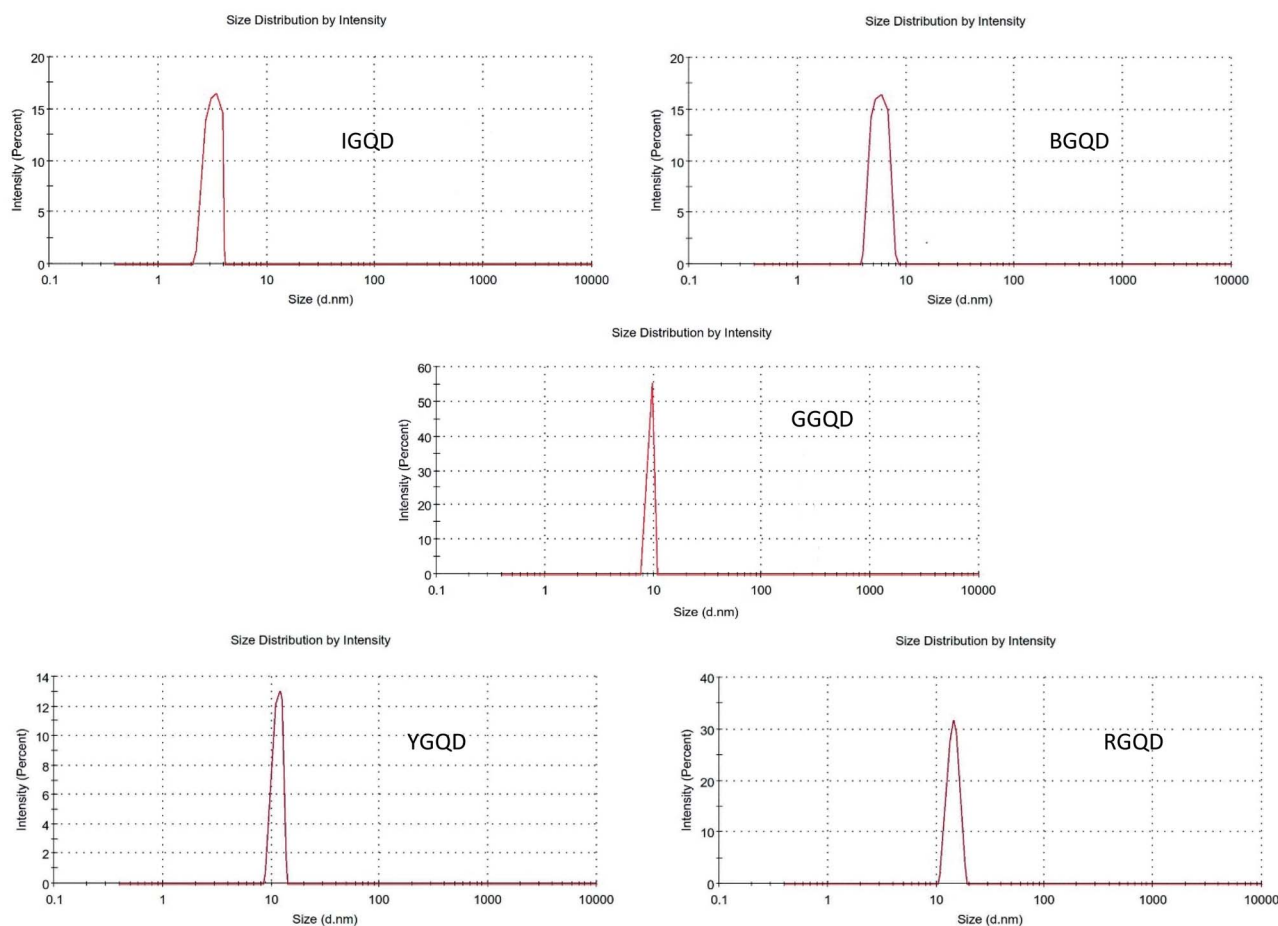 Size Distribution by Intensity
20
15
10
5
0
Intensity (Percent)
IGQD
0.1 1 10 100 1000 10000
Size (d.nm)
Size Distribution by Intensity
20
15
10
5
0
Intensity (Percent)
BGQD
0.1 1 10 100 1000 10000
Size (d.nm)
Size Distribution by Intensity
60
50
40
30
20
10
0
Intensity (Percent)
GGQD
0.1 1 10 100 1000 10000
Size (d.nm)
Size Distribution by Intensity
14
12
10
8
6
4
2
0
Intensity (Percent)
YGQD
0.1 1 10 100 1000 10000
Size (d.nm)
Size Distribution by Intensity
40
30
20
10
0
Intensity (Percent)
RGQD
0.1 1 10 100 1000 10000
Size (d.nm)